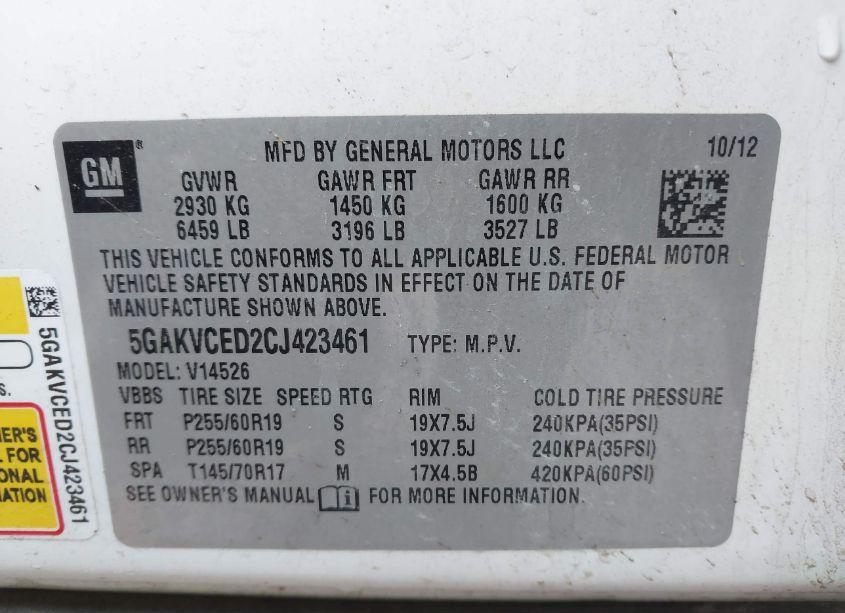 GM®
MFD BY GENERAL MOTORS LLC 10/12
GVWR GAWR FRT GAWR RR
2930 KG 1450 KG 1600 KG
6459 LB 3196 LB 3527 LB
THIS VEHICLE CONFORMS TO ALL APPLICABLE U.S. FEDERAL MOTOR
VEHICLE SAFETY STANDARDS IN EFFECT ON THE DATE OF
MANUFACTURE SHOWN ABOVE.
5GAKVCED2CJ423461 TYPE: M.P.V.
MODEL: V14526
VBBS TIRE SIZE SPEED RTG RIM COLD TIRE PRESSURE
FRT P255/60R19 S 19X7.5J 240KPA(35PSI)
RR P255/60R19 S 19X7.5J 240KPA(35PSI)
SPA T145/70R17 M 17X4.5B 420KPA(60PSI)
SEE OWNER'S MANUAL i FOR MORE INFORMATION.
5GAKVCED2CJ423461
S.
NER'S
FOR
ONAL
MATION